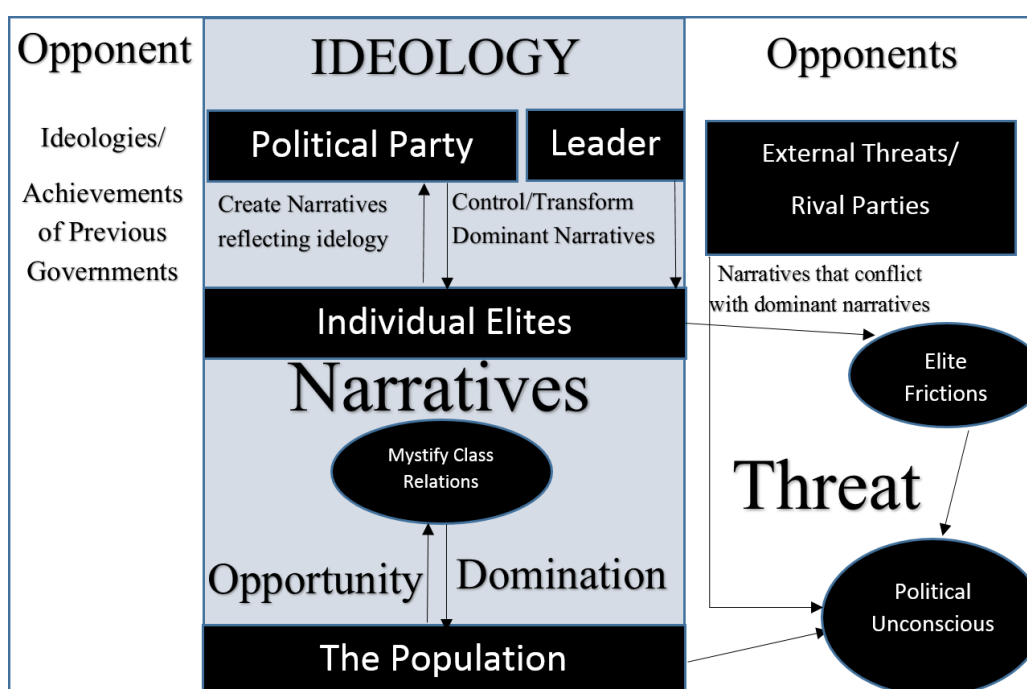 Opponent
Ideologies/
Achievements
of Previous
Governments
IDEOLOGY
Political Party
Leader
Create Narratives
reflecting idelogy
Control/Transform
Dominant Narratives
Individual Elites
Narratives
Mystify Class
Relations
Opportunity
Domination
The Population
Opponents
External Threats/
Rival Parties
Narratives that conflict
with dominant narratives
Elite
Frictions
Threat
Political
Unconscious